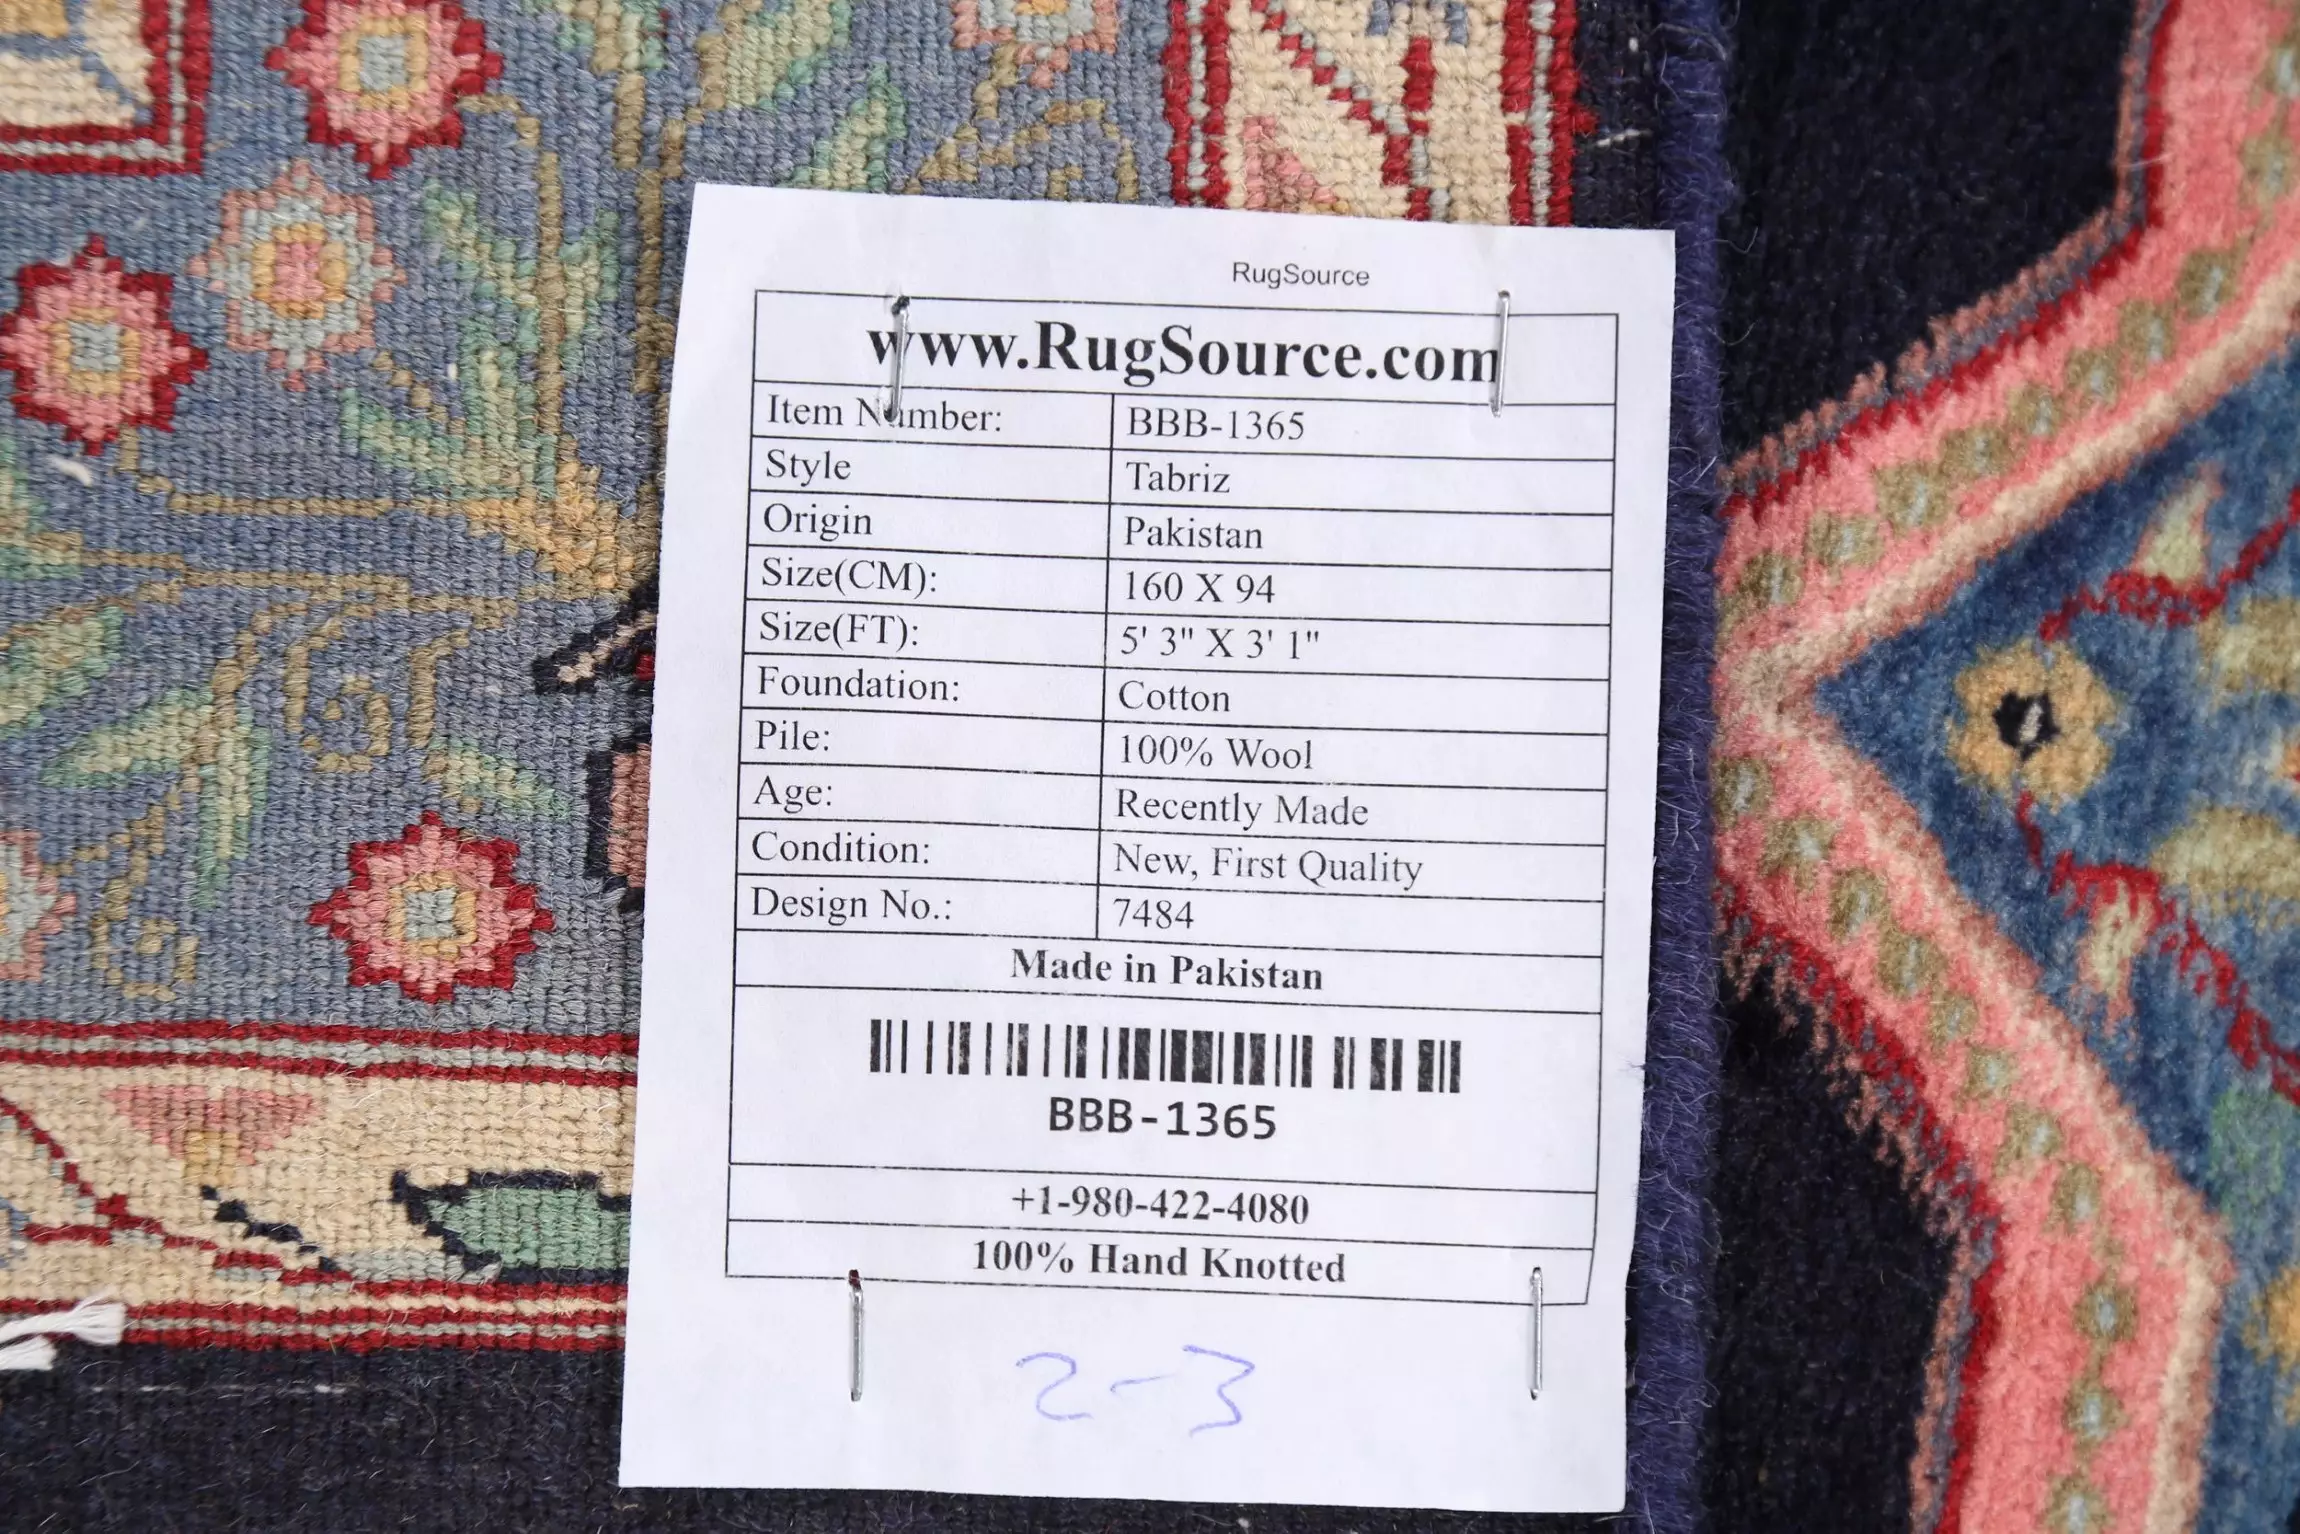 RugSource
www.RugSource.com
Item Number: BBB-1365
Style Tabriz
Origin Pakistan
Size(CM): 160 X 94
Size(FT): 5' 3" X 3' 1"
Foundation: Cotton
Pile: 100% Wool
Age: Recently Made
Condition: New, First Quality
Design No.: 7484
Made in Pakistan
BBB-1365
+1-980-422-4080
100% Hand Knotted
2-3